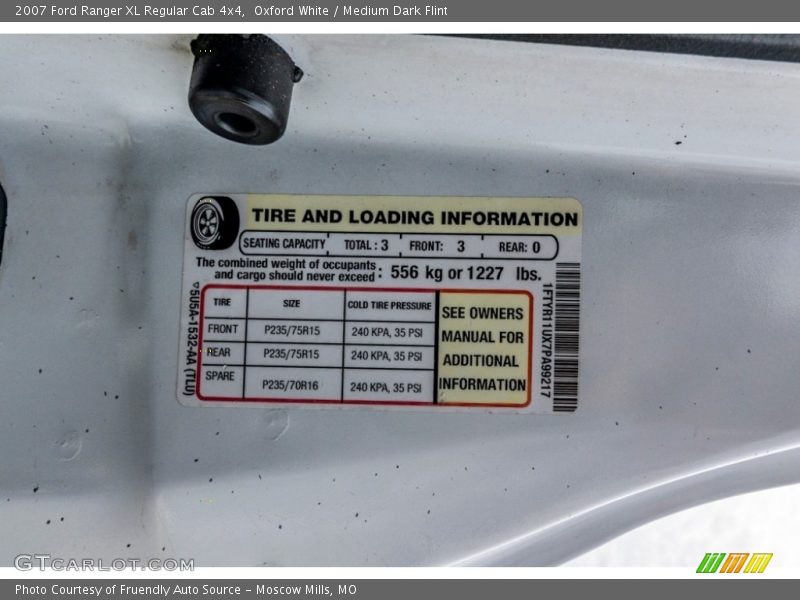 2007 Ford Ranger XL Regular Cab 4x4,  Oxford White / Medium Dark Flint
TIRE AND LOADING INFORMATION
SEATING CAPACITY TOTAL : 3 FRONT: 3 REAR: 0
The combined weight of occupants
and cargo should never exceed : 556 kg or 1227 lbs.
TIRE SIZE COLD TIRE PRESSURE
FRONT P235/75R15 240 KPA, 35 PSI
REAR P235/75R15 240 KPA, 35 PSI
SPARE P235/70R16 240 KPA, 35 PSI
SEE OWNERS
MANUAL FOR
ADDITIONAL
INFORMATION
5U5A-1532-AA (TLU)
1FTYR11UX7PA99217
GTCARLOT.COM
Photo Courtesy of Fruendly Auto Source – Moscow Mills, MO